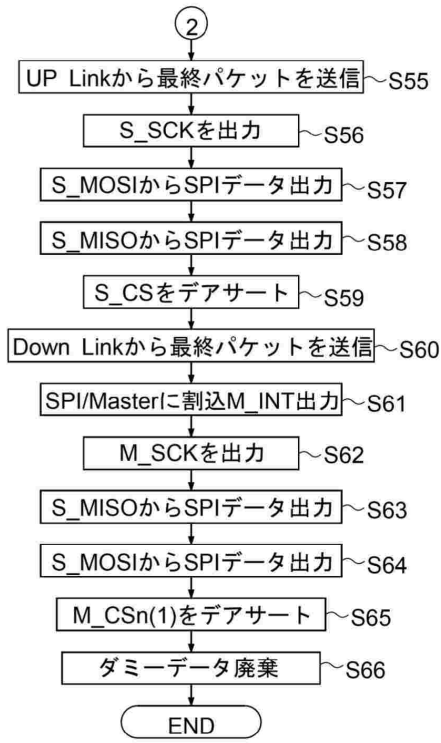 2
UP Linkから最終パケットを送信 S55
S_SCKを出力 S56
S_MOSIからSPIデータ出力 S57
S_MISOからSPIデータ出力 S58
S_CSをデアサート S59
Down Linkから最終パケットを送信 S60
SPI/Masterに割込M_INT出力 S61
M_SCKを出力 S62
S_MISOからSPIデータ出力 S63
S_MOSIからSPIデータ出力 S64
M_CSn(1)をデアサート S65
ダミーデータ廃棄 S66
END